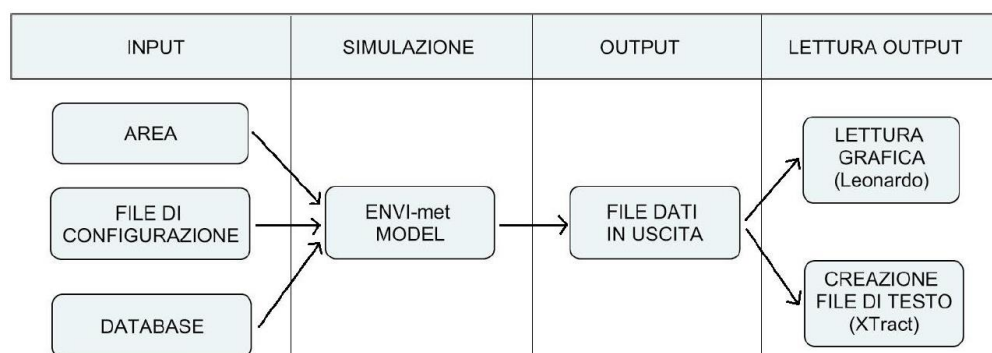 INPUT
SIMULAZIONE
OUTPUT
LETTURA OUTPUT
AREA
FILE DI
CONFIGURAZIONE
DATABASE
ENVI-met
MODEL
FILE DATI
IN USCITA
LETTURA
GRAFICA
(Leonardo)
CREAZIONE
FILE DI TESTO
(XTract)